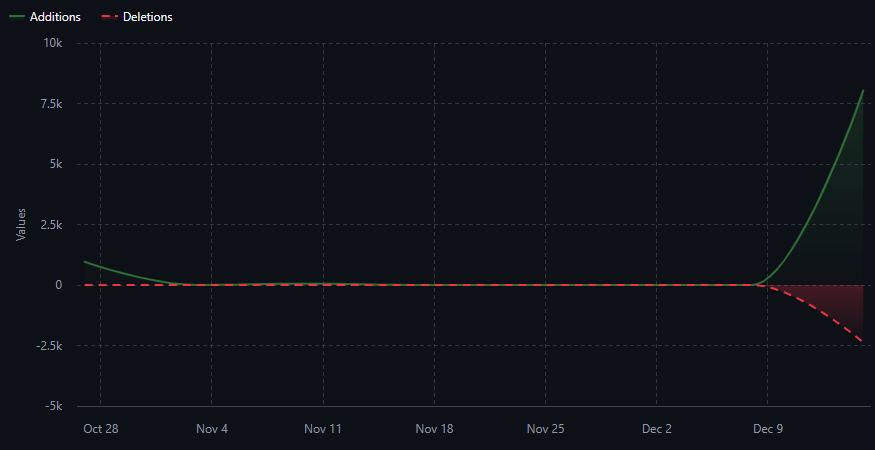 Additions Deletions
10k
7.5k
5k
2.5k
0
-2.5k
-5k
Values
Oct 28 Nov 4 Nov 11 Nov 18 Nov 25 Dec 2 Dec 9